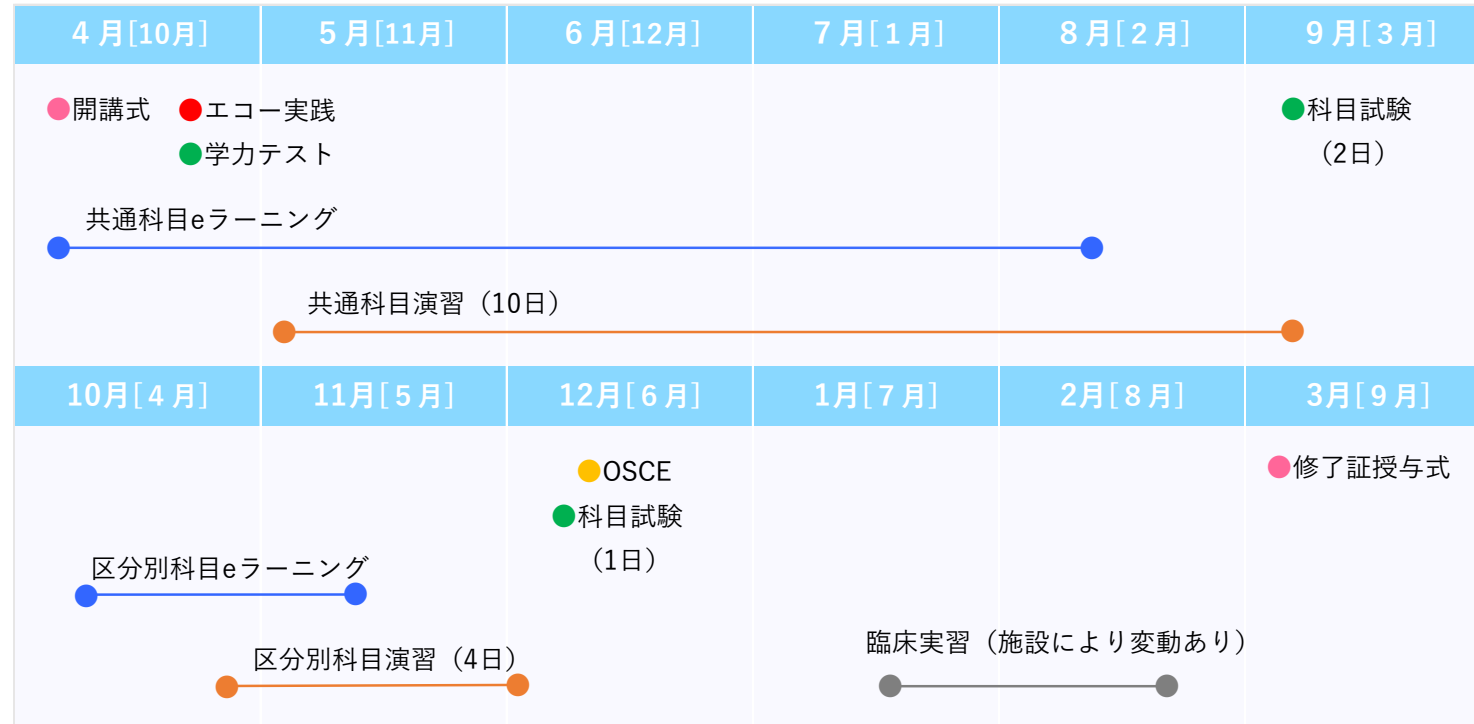 4 月[10月]
5 月[11月]
6 月[12月]
7 月[１月]
8 月[２月]
9 月[３月]
開講式
エコー実践
学力テスト
科目試験
（2日）
共通科目eラーニング
共通科目演習（10日）
10月[４月]
11月[５月]
12月[６月]
1月[７月]
2月[８月]
3月[９月]
OSCE
科目試験
（1日）
修了証授与式
区分別科目eラーニング
区分別科目演習（4日）
臨床実習（施設により変動あり）